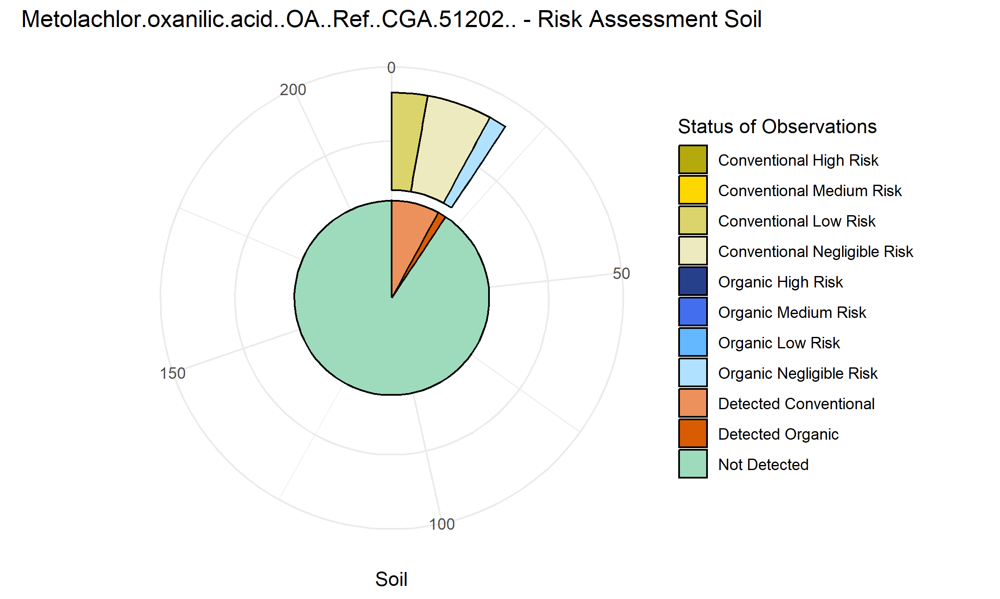 Metolachlor.oxanilic.acid..OA..Ref..CGA.51202.. - Risk Assessment Soil
0
200
50
150
100
Soil
Status of Observations
Conventional High Risk
Conventional Medium Risk
Conventional Low Risk
Conventional Negligible Risk
Organic High Risk
Organic Medium Risk
Organic Low Risk
Organic Negligible Risk
Detected Conventional
Detected Organic
Not Detected